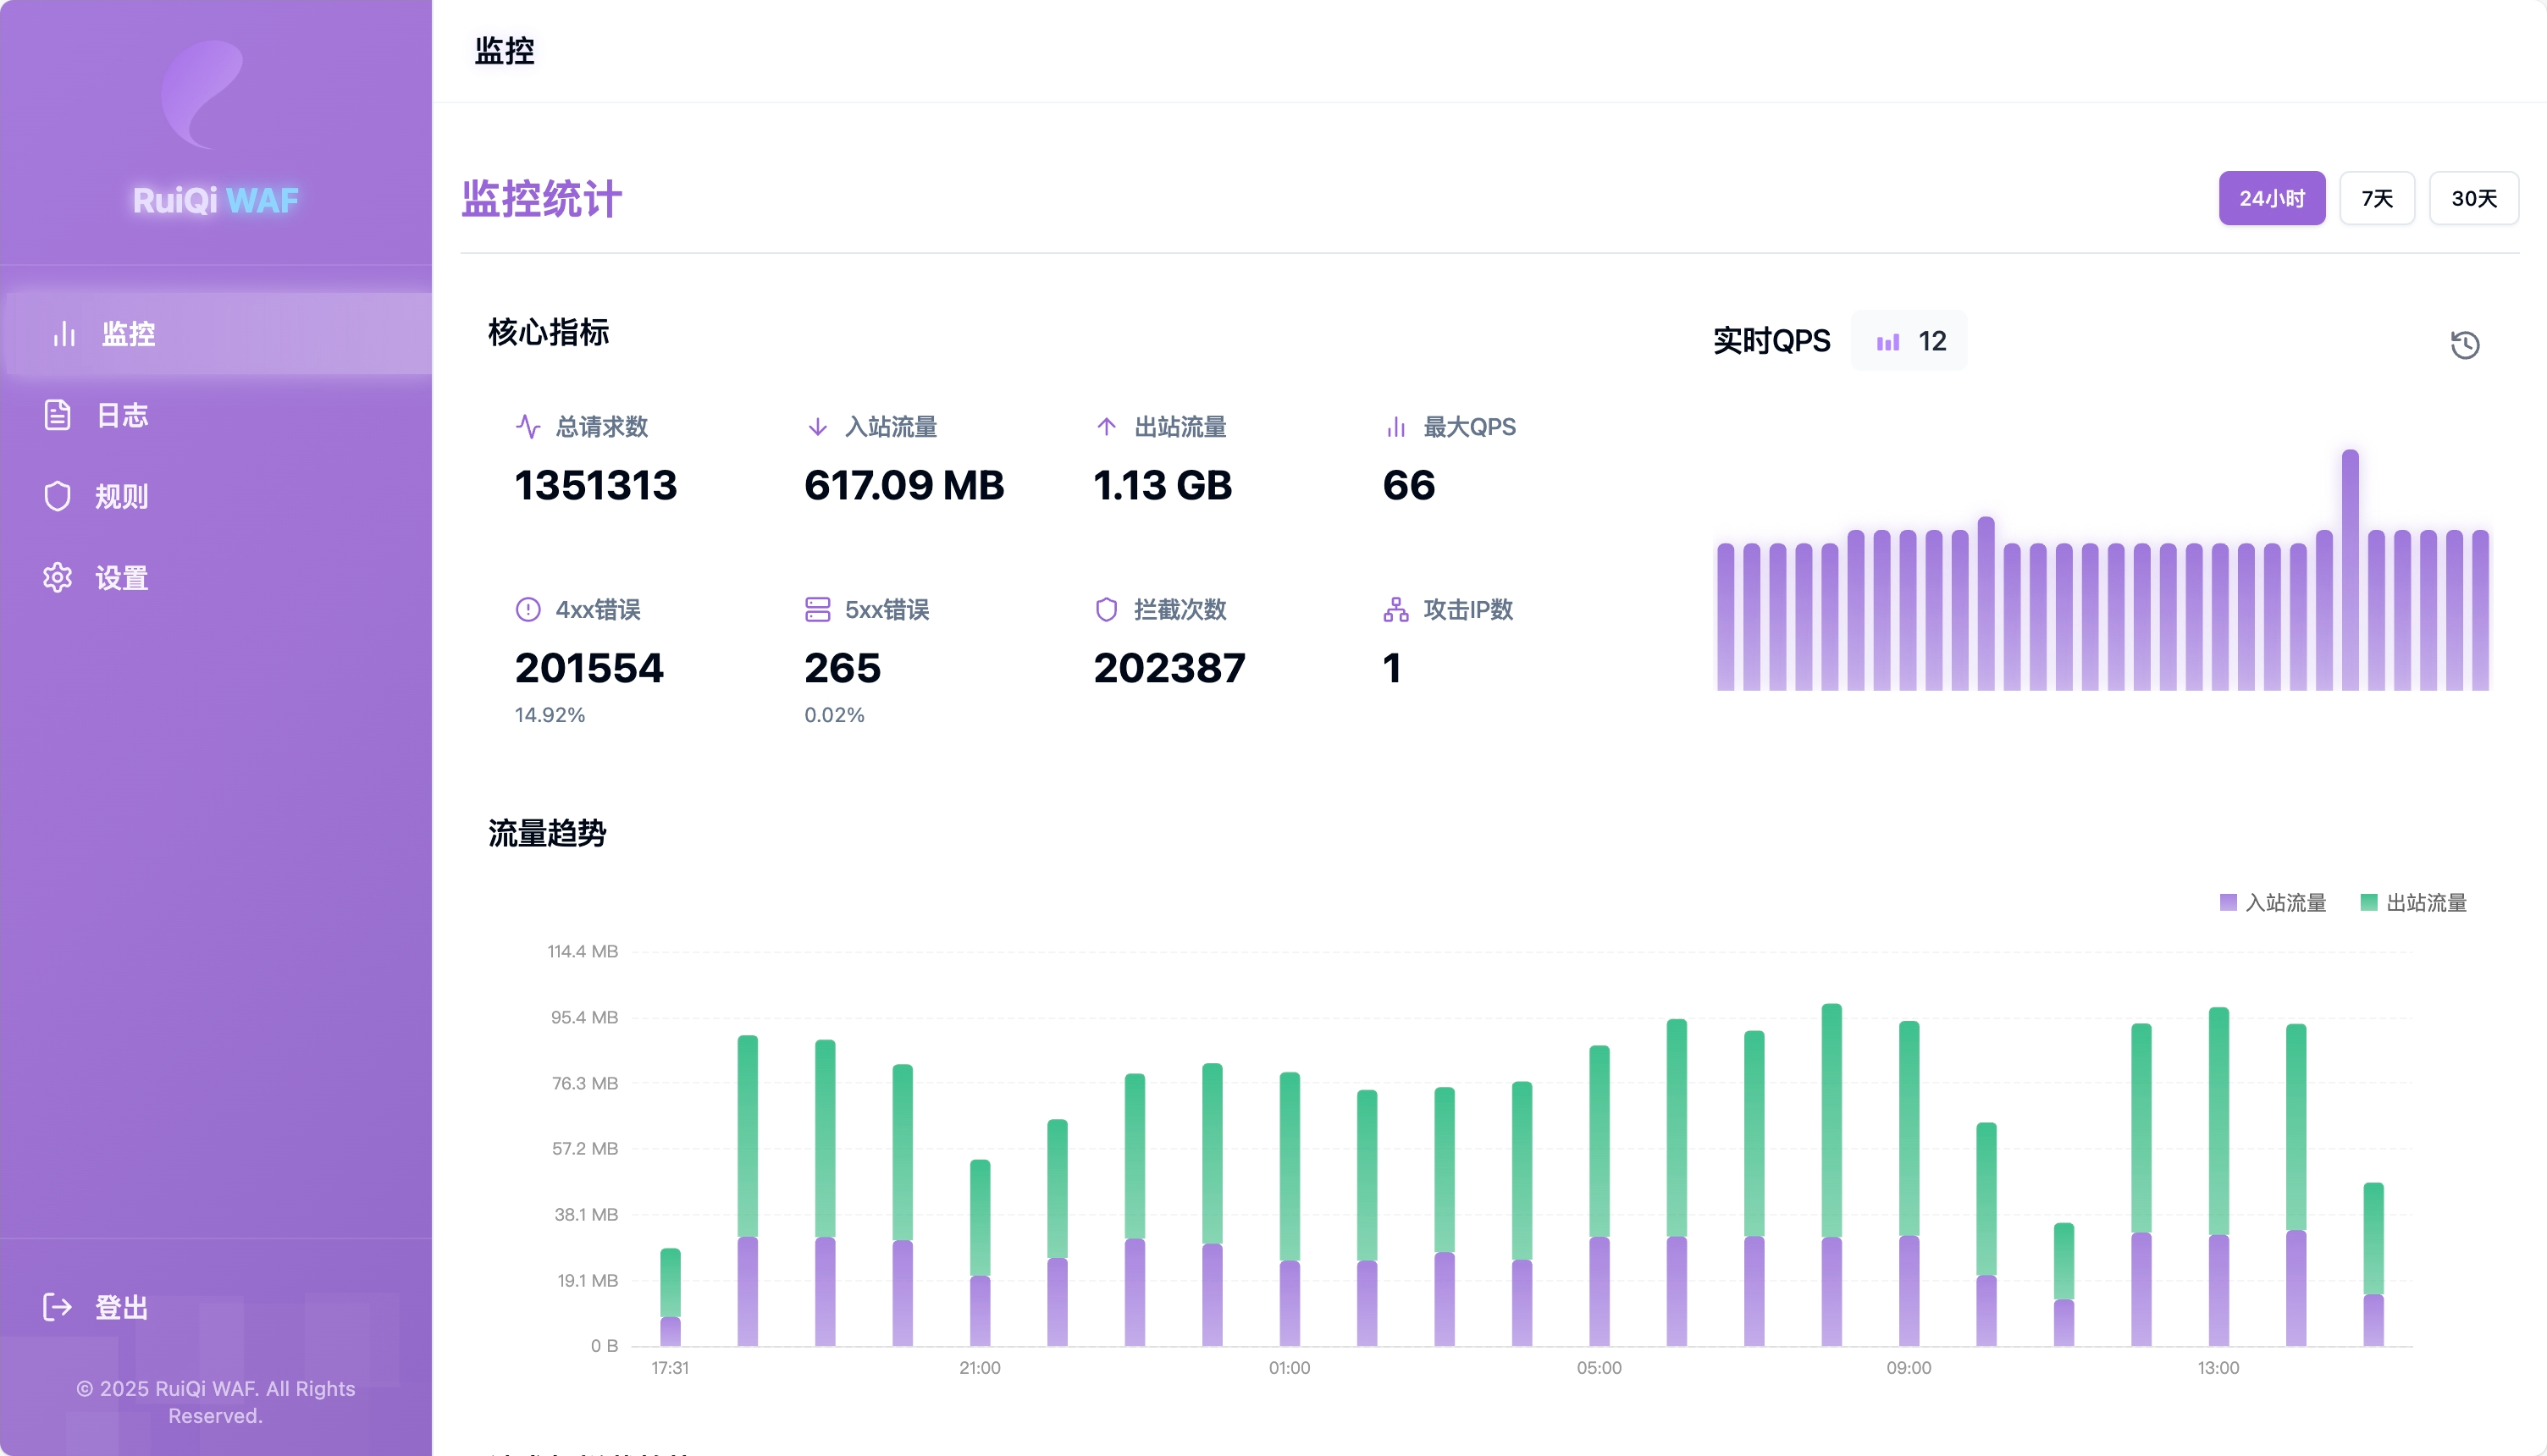 RuiQi WAF
监控
日志
规则
设置
登出
© 2025 RuiQi WAF. All Rights
Reserved.
监控
监控统计
24小时 7天 30天
核心指标
总请求数 入站流量 出站流量 最大QPS
1351313 617.09 MB 1.13 GB 66
4xx错误 5xx错误 拦截次数 攻击IP数
201554 265 202387 1
14.92% 0.02%
实时QPS 12
流量趋势
入站流量 出站流量
114.4 MB
95.4 MB
76.3 MB
57.2 MB
38.1 MB
19.1 MB
0 B
17:31 21:00 01:00 05:00 09:00 13:00